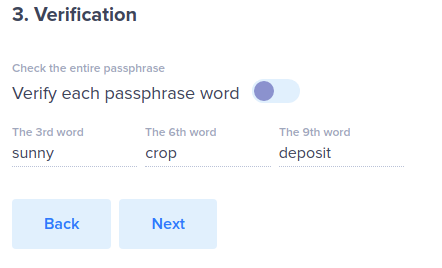 3. Verification
Check the entire passphrase
Verify each passphrase word
The 3rd word The 6th word The 9th word
sunny crop deposit
Back Next